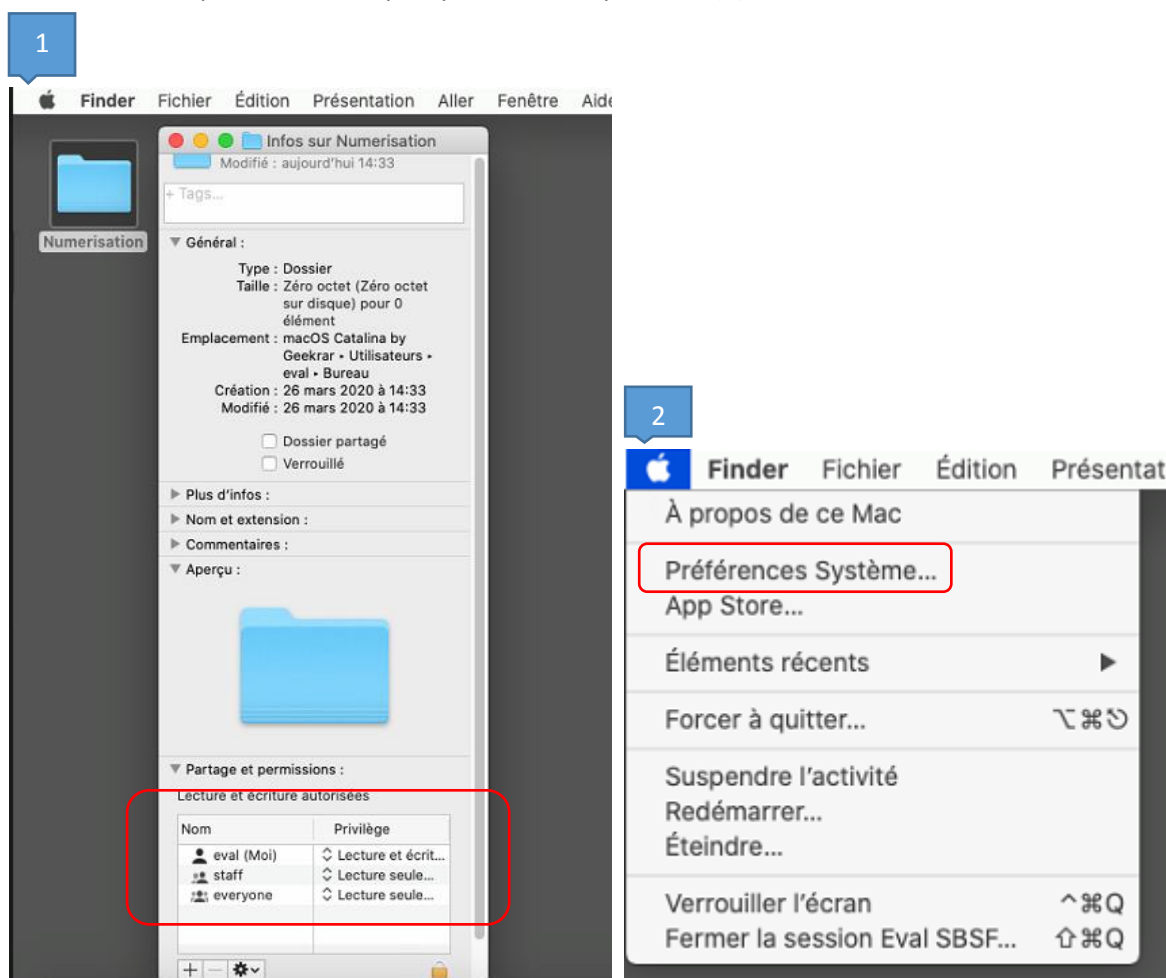 1
Finder Fichier Édition Présentation Aller Fenêtre Aide
Infos sur Numerisation
Modifié : aujourd'hui 14:33
+ Tags...
Numerisation
Général :
Type : Dossier
Taille : Zéro octet (Zéro octet
sur disque) pour 0
élément
Emplacement : macOS Catalina by
Geekrar ▸ Utilisateurs ▸
eval ▸ Bureau
Création : 26 mars 2020 à 14:33
Modifié : 26 mars 2020 à 14:33
Dossier partagé
Verrouillé
Plus d'infos :
Nom et extension :
Commentaires :
Aperçu :
Partage et permissions :
Lecture et écriture autorisées
Nom Privilège
eval (Moi) Lecture et écrit...
staff Lecture seule...
everyone Lecture seule...
2
Finder Fichier Édition Présentat
À propos de ce Mac
Préférences Système...
App Store...
Éléments récents
Forcer à quitter... ⌥⌘⎋
Suspendre l'activité
Redémarrer...
Éteindre...
Verrouiller l'écran ^⌘Q
Fermer la session Eval SBSF... ⇧⌘Q